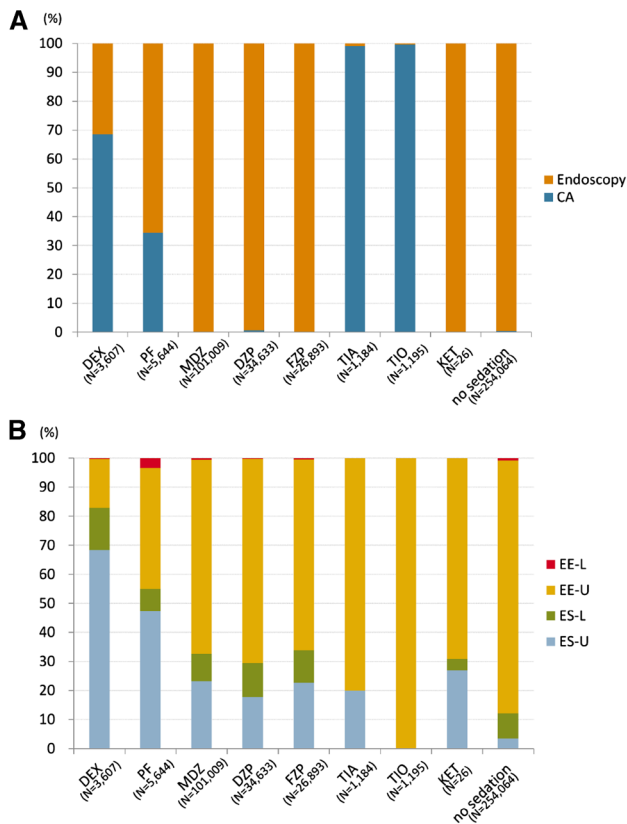 A
(%)
100
90
80
70
60
50
40
30
20
10
0
Endoscopy
CA
DEX
(N=3,607)
PF
(N=5,644)
MDZ
(N=101,009)
DZP
(N=34,633)
FZP
(N=26,893)
TIA
(N=1,184)
TIO
(N=1,195)
KET
(N=26)
no sedation
(N=254,064)
B
(%)
100
90
80
70
60
50
40
30
20
10
0
EE-L
EE-U
ES-L
ES-U
DEX
(N=3,607)
PF
(N=5,644)
MDZ
(N=101,009)
DZP
(N=34,633)
FZP
(N=26,893)
TIA
(N=1,184)
TIO
(N=1,195)
KET
(N=26)
no sedation
(N=254,064)